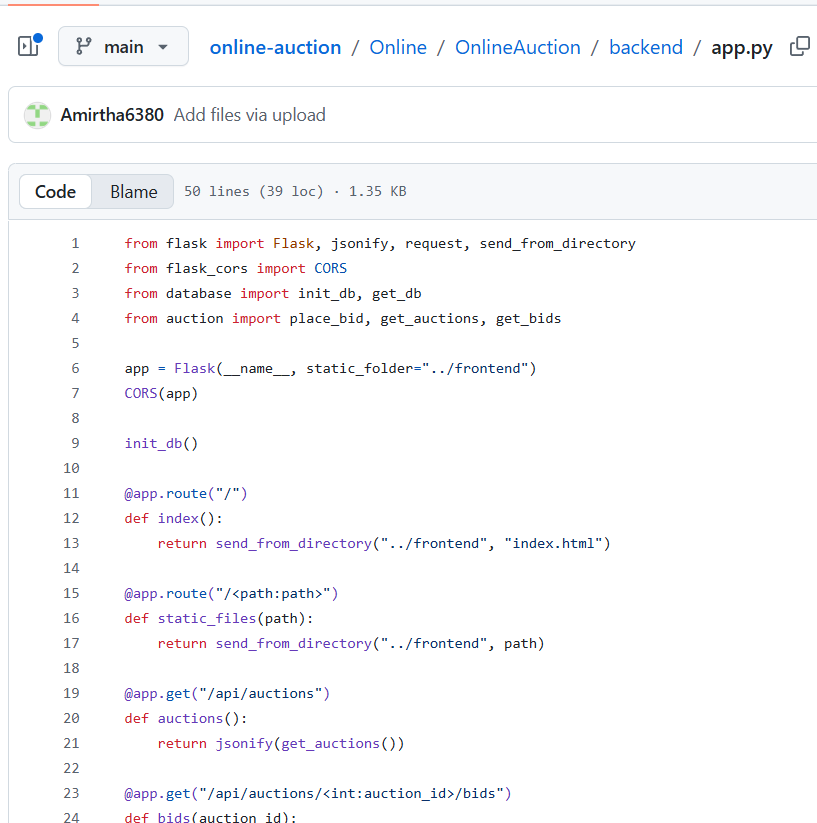 main
online-auction / Online / OnlineAuction / backend / app.py
Amirtha6380 Add files via upload
Code Blame 50 lines (39 loc) · 1.35 KB
1 from flask import Flask, jsonify, request, send_from_directory
2 from flask_cors import CORS
3 from database import init_db, get_db
4 from auction import place_bid, get_auctions, get_bids
5
6 app = Flask(__name__, static_folder="../frontend")
7 CORS(app)
8
9 init_db()
10
11 @app.route("/")
12 def index():
13     return send_from_directory("../frontend", "index.html")
14
15 @app.route("/<path:path>")
16 def static_files(path):
17     return send_from_directory("../frontend", path)
18
19 @app.get("/api/auctions")
20 def auctions():
21     return jsonify(get_auctions())
22
23 @app.get("/api/auctions/<int:auction_id>/bids")
24 def bids(auction_id):